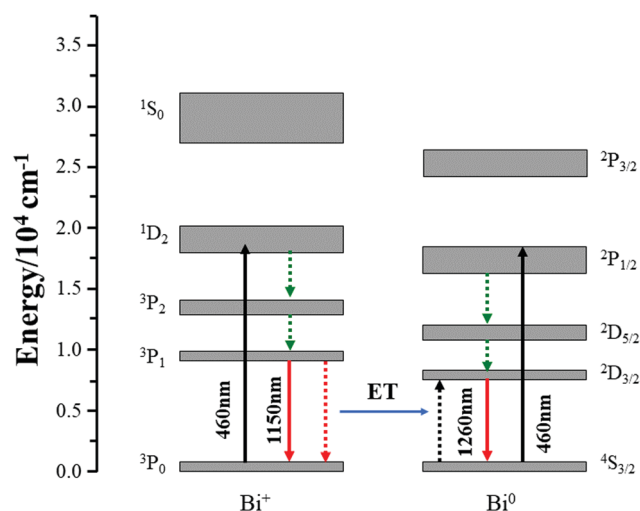 Energy/10⁴ cm⁻¹
3.5
3.0
2.5
2.0
1.5
1.0
0.5
0.0
¹S₀
¹D₂
³P₂
³P₁
³P₀
460nm
1150nm
Bi⁺
ET
²P₃/₂
²P₁/₂
²D₅/₂
²D₃/₂
⁴S₃/₂
1260nm
460nm
Bi⁰